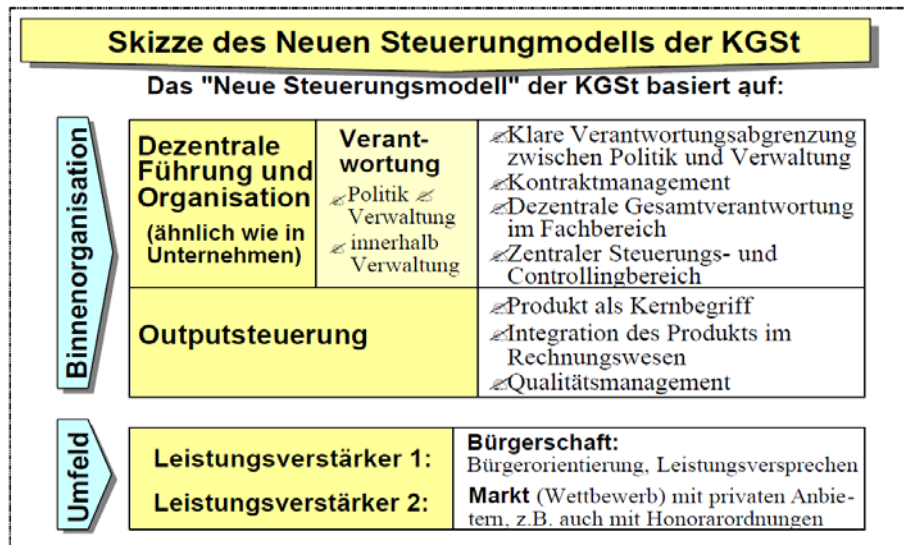 Skizze des Neuen Steuerungmodells der KGSt
Das "Neue Steuerungsmodell" der KGSt basiert auf:
Binnenorganisation
Dezentrale
Führung und
Organisation
(ähnlich wie in
Unternehmen)
Verant-
wortung
Politik
Verwaltung
innerhalb
Verwaltung
Klare Verantwortungsabgrenzung
zwischen Politik und Verwaltung
Kontraktmanagement
Dezentrale Gesamtverantwortung
im Fachbereich
Zentraler Steuerungs- und
Controllingbereich
Outputsteuerung
Produkt als Kernbegriff
Integration des Produkts im
Rechnungswesen
Qualitätsmanagement
Umfeld
Leistungsverstärker 1:
Bürgerschaft:
Bürgerorientierung, Leistungsversprechen
Leistungsverstärker 2:
Markt (Wettbewerb) mit privaten Anbie-
tern, z.B. auch mit Honorarordnungen